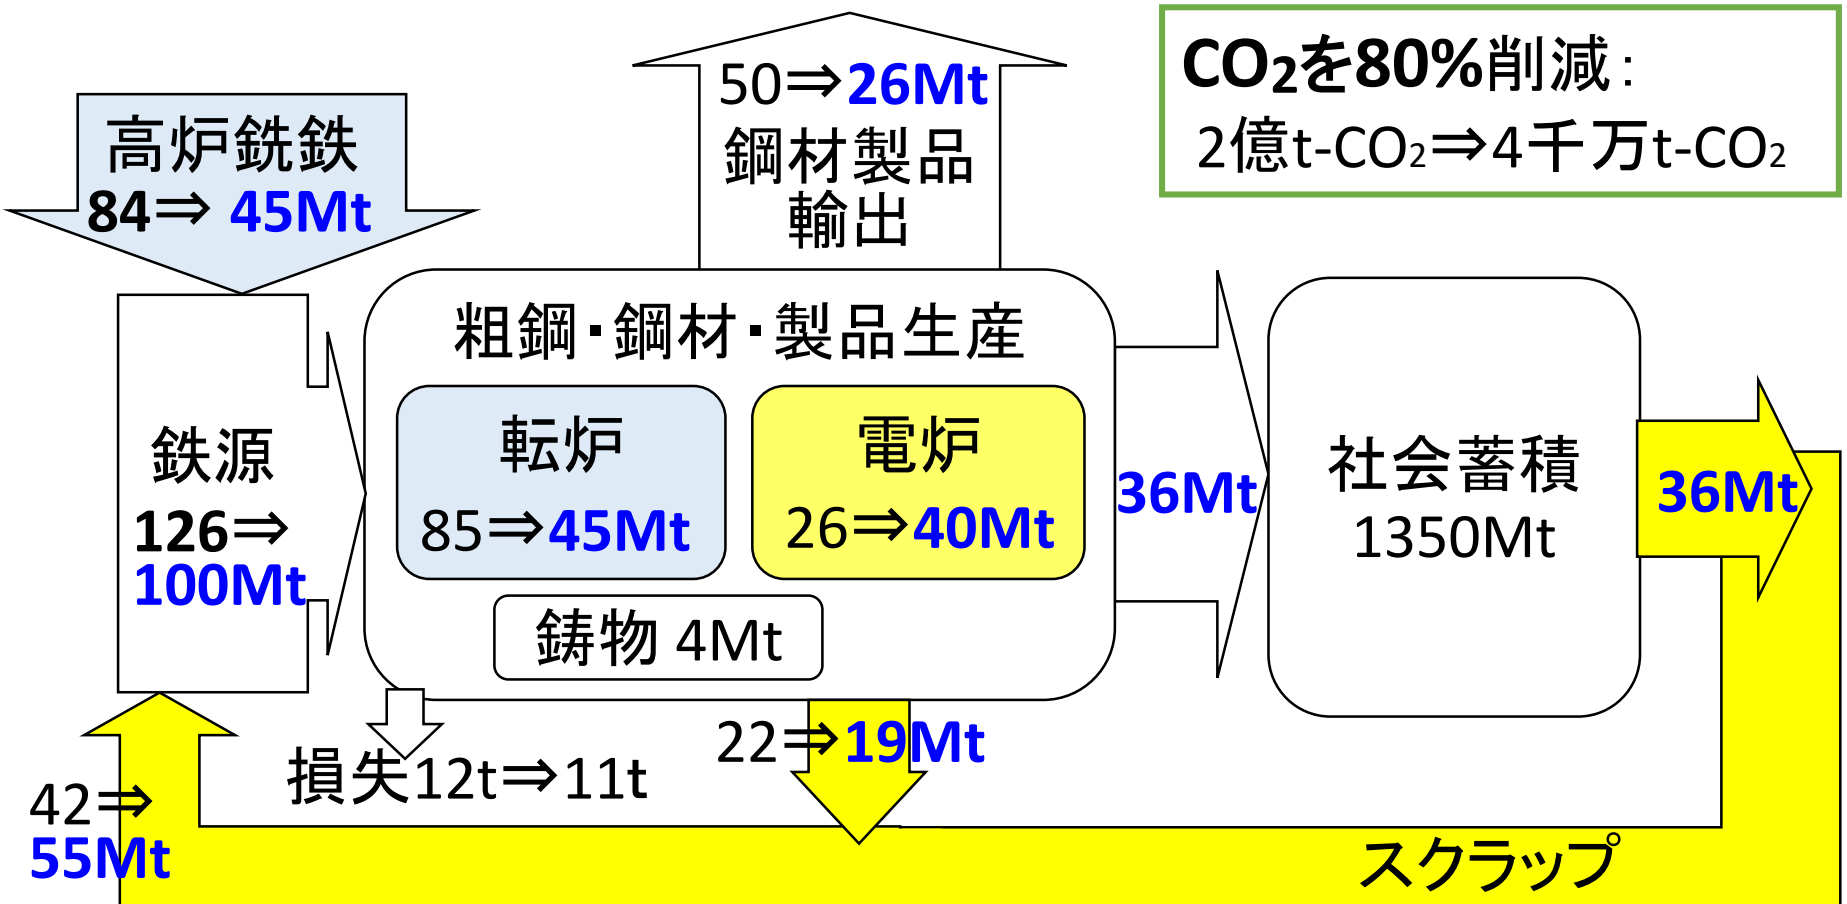 CO₂を80%削減：
2億t-CO₂⇒4千万t-CO₂
高炉銑鉄
84⇒ 45Mt
50⇒26Mt
鋼材製品
輸出
粗鋼・鋼材・製品生産
鉄源
126⇒
100Mt
転炉
85⇒45Mt
電炉
26⇒40Mt
鋳物 4Mt
36Mt
社会蓄積
1350Mt
36Mt
損失12t⇒11t
22⇒19Mt
42⇒
55Mt
スクラップ